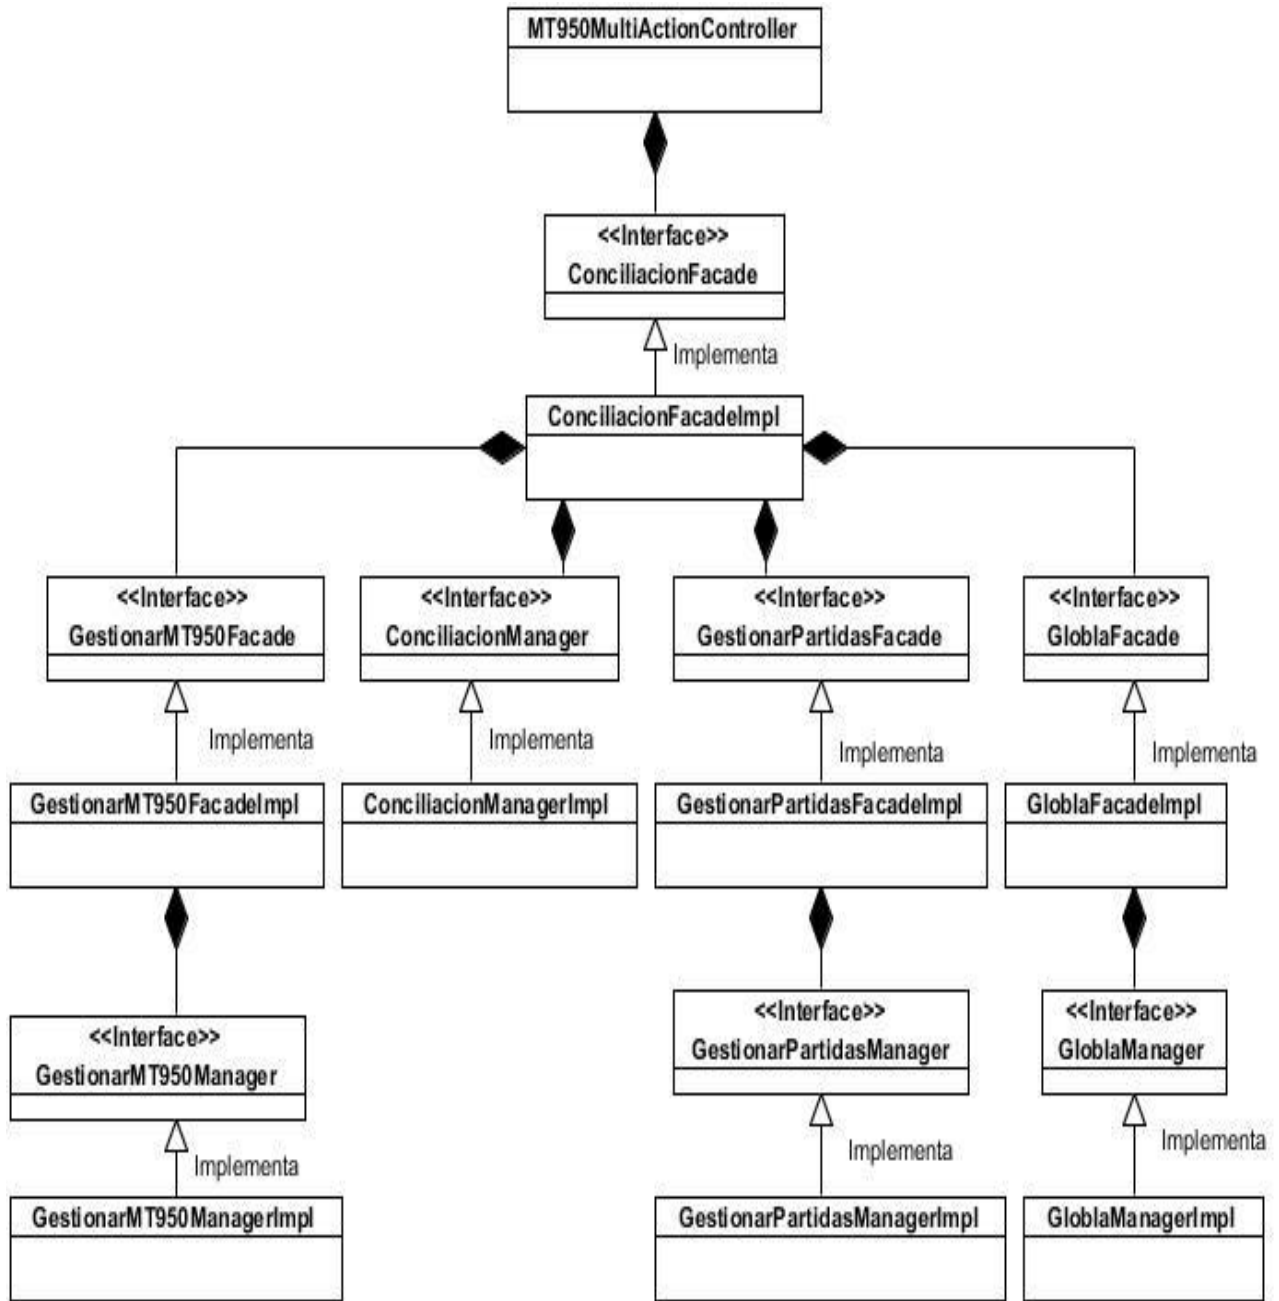 MT950MultiActionController
<<Interface>>
ConciliacionFacade
Implementa
ConciliacionFacadeImpl
<<Interface>>
GestionarMT950Facade
<<Interface>>
ConciliacionManager
<<Interface>>
GestionarPartidasFacade
<<Interface>>
GloblaFacade
Implementa
Implementa
Implementa
Implementa
GestionarMT950FacadeImpl
ConciliacionManagerImpl
GestionarPartidasFacadeImpl
GloblaFacadeImpl
<<Interface>>
GestionarMT950Manager
<<Interface>>
GestionarPartidasManager
<<Interface>>
GloblaManager
Implementa
Implementa
Implementa
GestionarMT950ManagerImpl
GestionarPartidasManagerImpl
GloblaManagerImpl